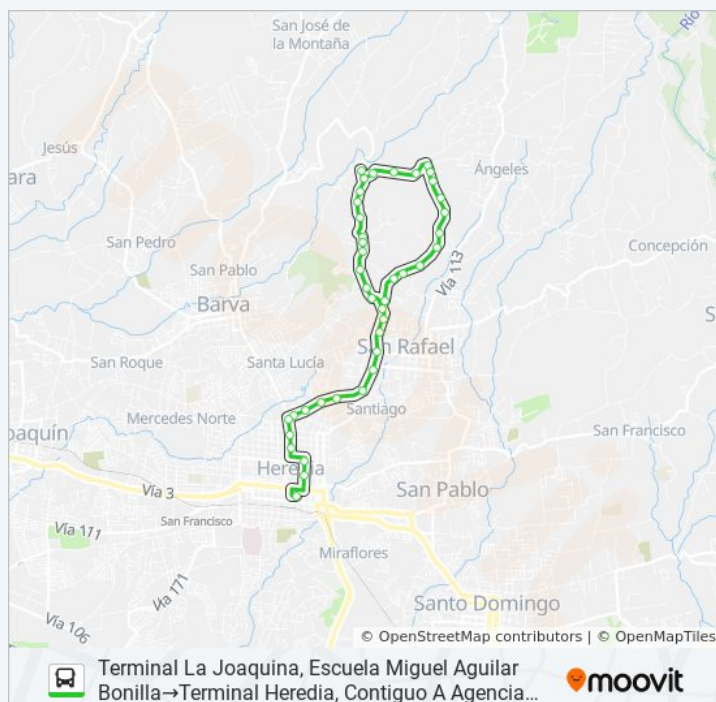 San José de
la Montaña
Río
Jesús
Ángeles
ara
San Pedro
Concepción
San Pablo
Vía 113
Barva
S
San Rafael
San Roque
Santa Lucía
Mercedes Norte
Santiago
oaquín
San Francisco
Heredia
Vía 3
San Pablo
San Francisco
Vía 111
Miraflores
Vía 171
Santo Domingo
Vía 106
© OpenStreetMap contributors | © OpenMapTiles
Terminal La Joaquina, Escuela Miguel Aguilar
Bonilla→Terminal Heredia, Contiguo A Agencia…
moovit